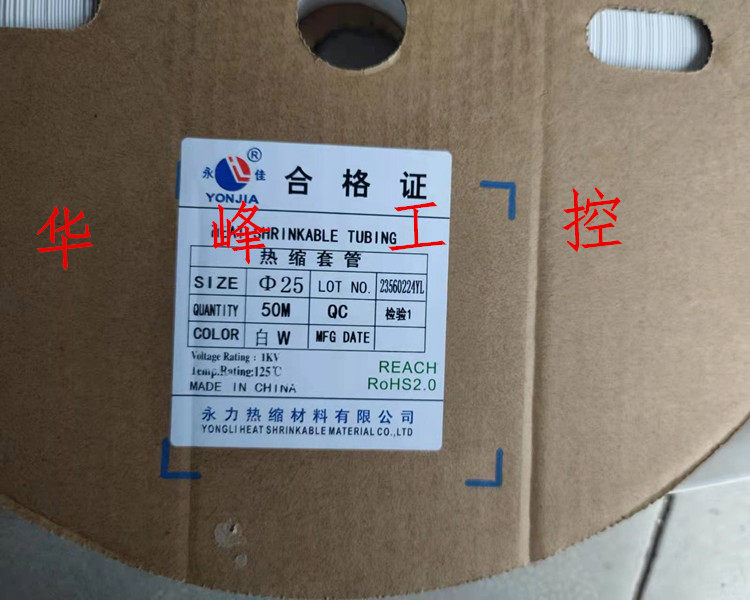 永佳®
YONJIA
合格证
华峰工控
HEAT SHRINKABLE TUBING
热缩套管
SIZE Φ25 LOT NO. 23560224YL
QUANTITY 50M QC 检验1
COLOR 白W MFG DATE
Voltage Rating : 1KV
Temp.Rating:125℃
REACH
RoHS2.0
MADE IN CHINA
永力热缩材料有限公司
YONGLI HEAT SHRINKABLE MATERIAL CO.,LTD